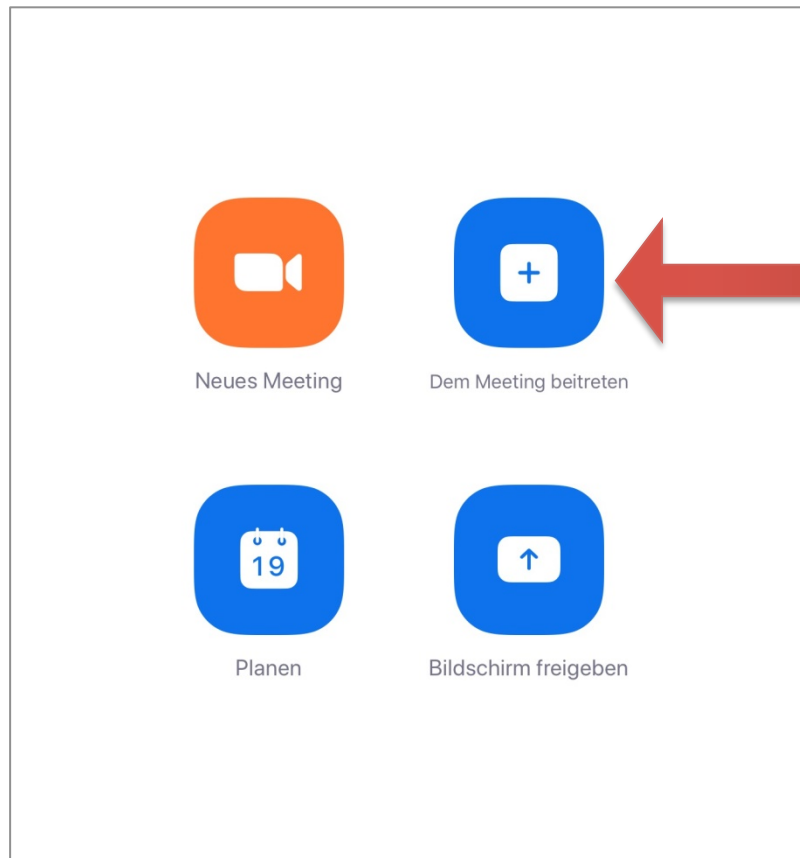 Neues Meeting
Dem Meeting beitreten
19
Planen
Bildschirm freigeben